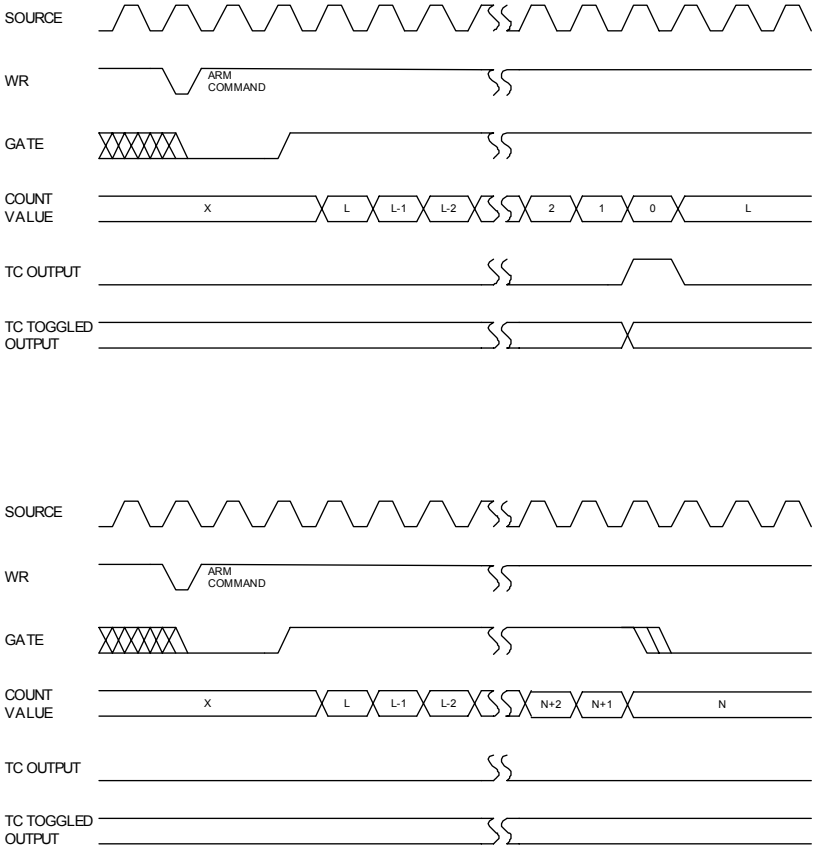 SOURCE
WR
ARM
COMMAND
GATE
COUNT
VALUE
X L L-1 L-2 2 1 0 L
TC OUTPUT
TC TOGGLED
OUTPUT
SOURCE
WR
ARM
COMMAND
GATE
COUNT
VALUE
X L L-1 L-2 N+2 N+1 N
TC OUTPUT
TC TOGGLED
OUTPUT